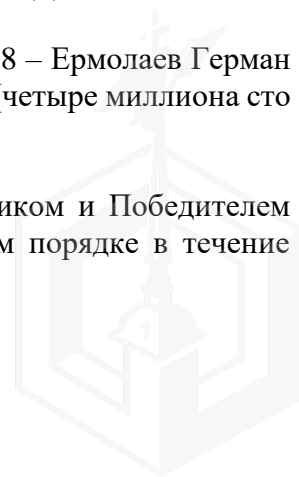 8 – Ермолаев Герман
четыре миллиона сто
иком и Победителем
м порядке в течение